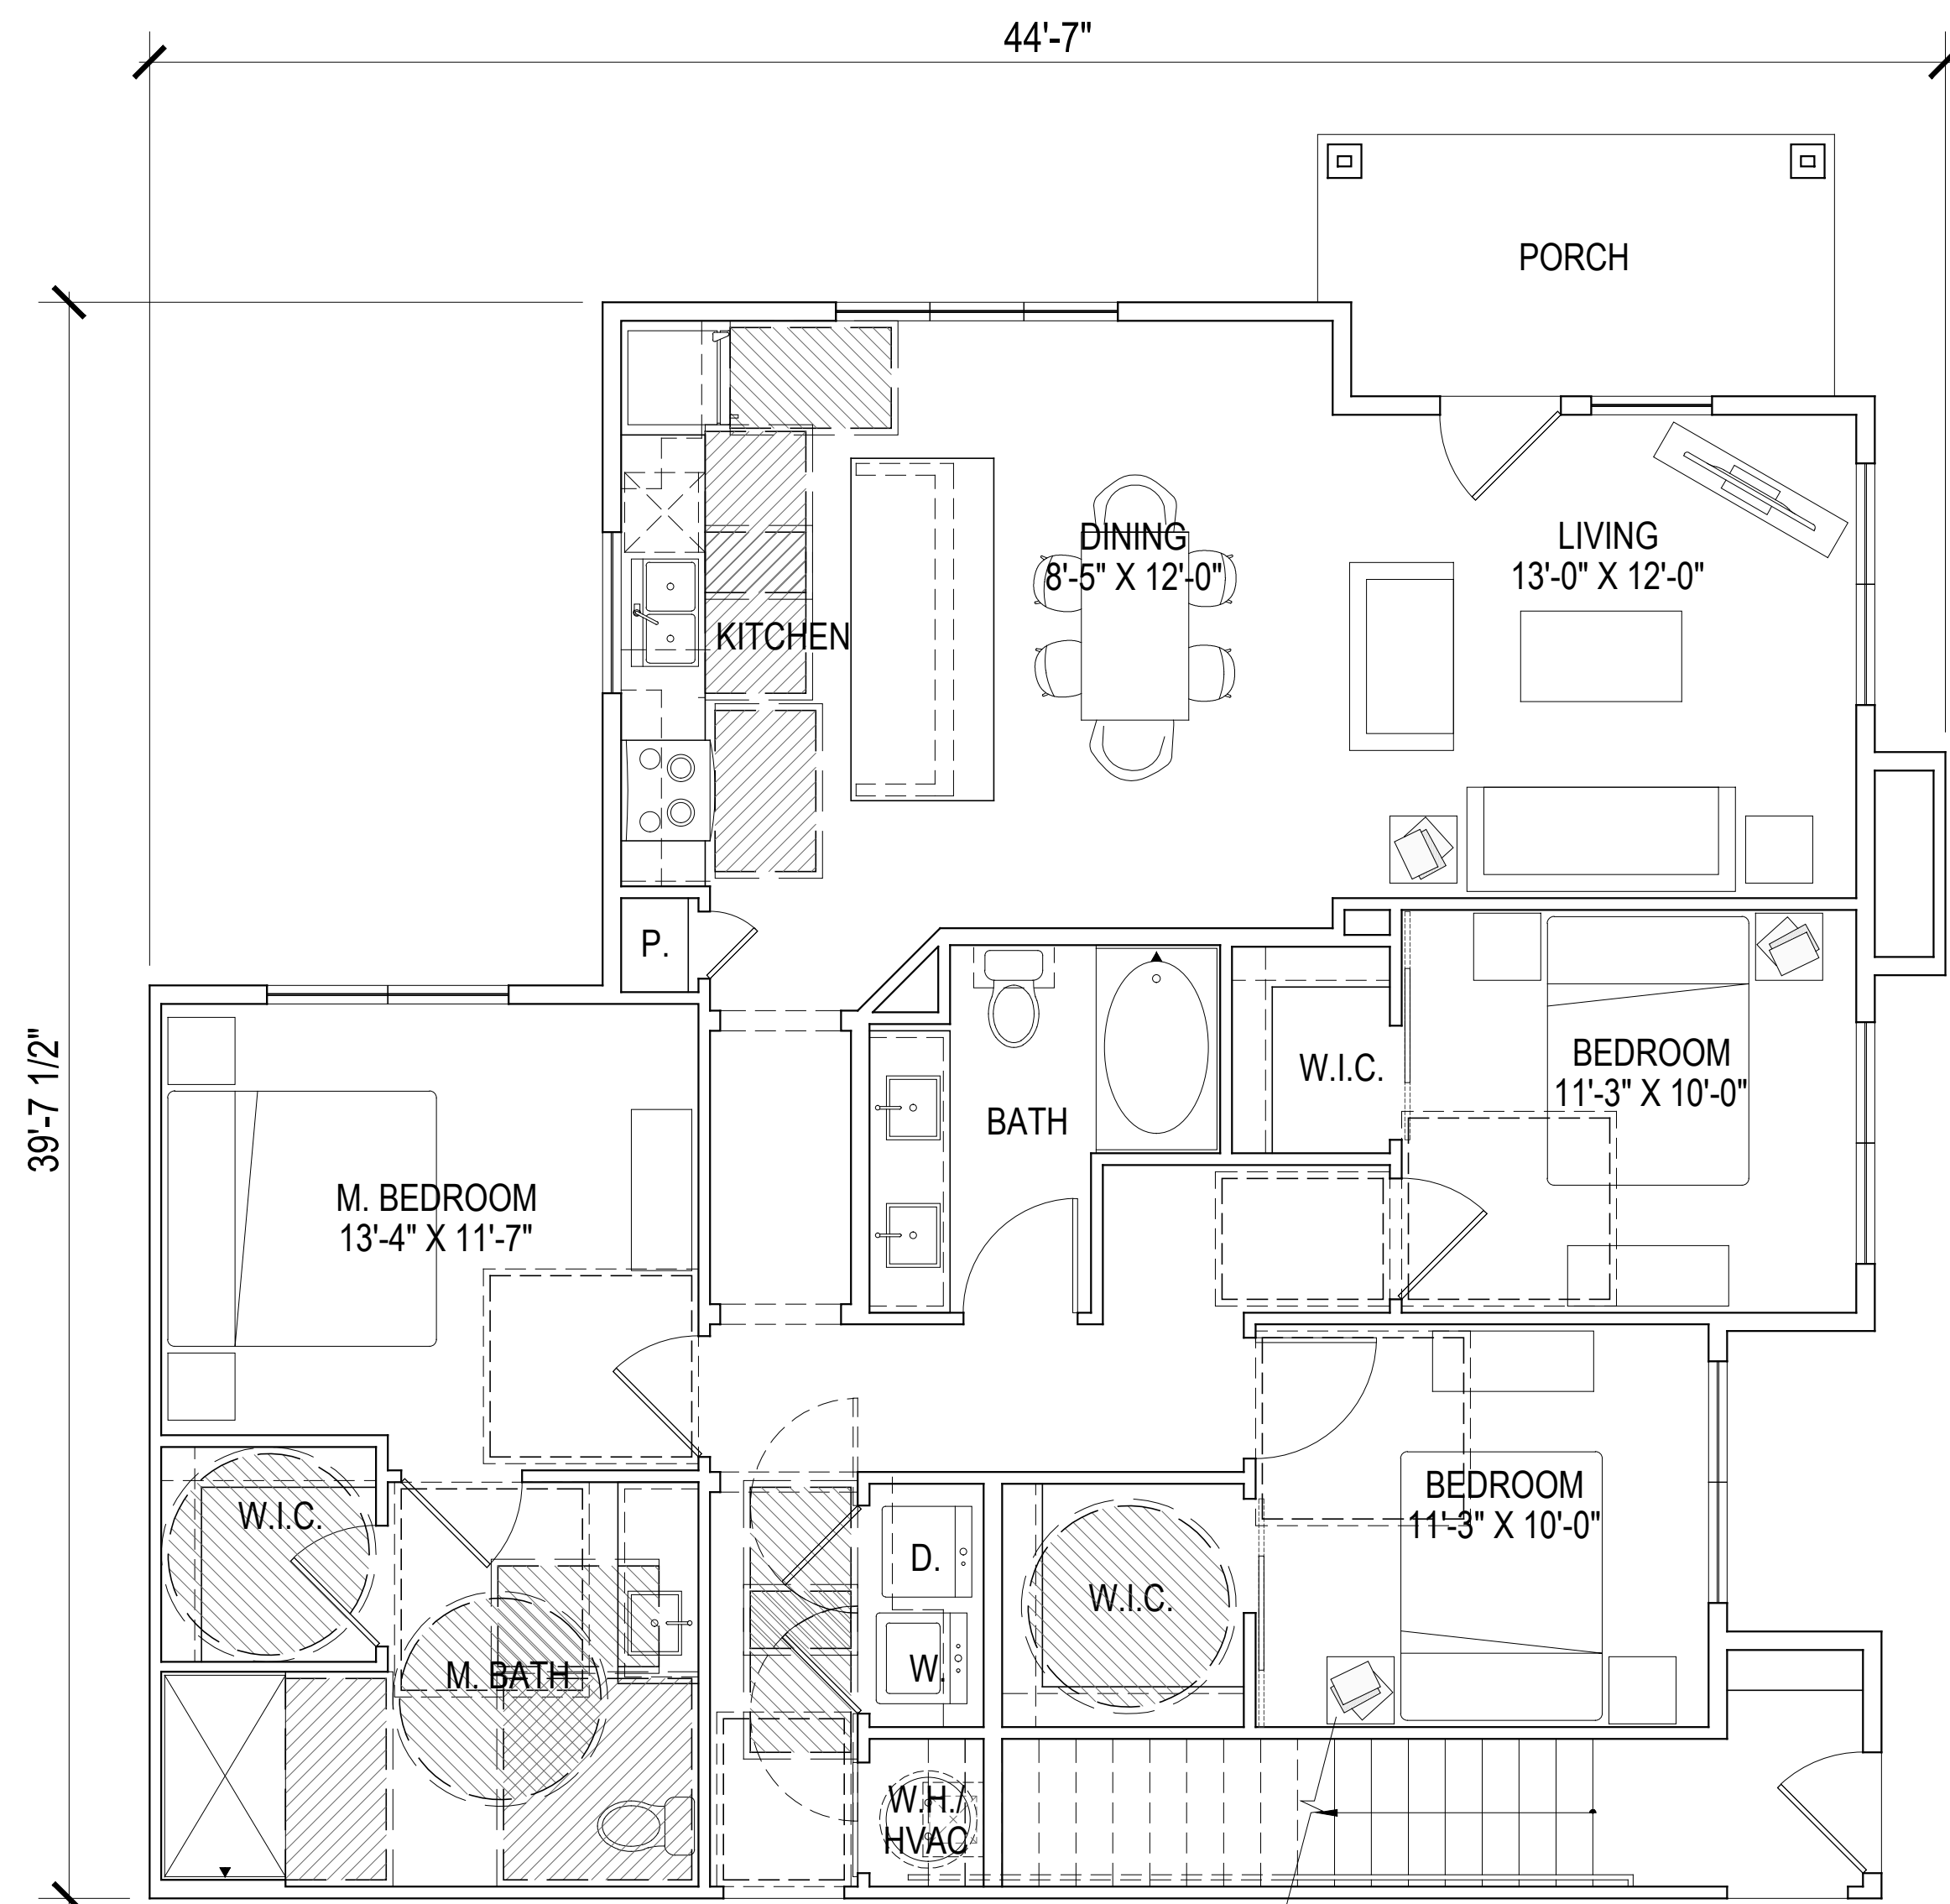 44'-7"
PORCH
DINING
8'-5" X 12'-0"
LIVING
13'-0" X 12'-0"
KITCHEN
P.
39'-7 1/2"
W.I.C.
BEDROOM
11'-3" X 10'-0"
BATH
M. BEDROOM
13'-4" X 11'-7"
W.I.C.
BEDROOM
11'-3" X 10'-0"
D.
W.I.C.
M. BATH
W.
W.H./
HVAC